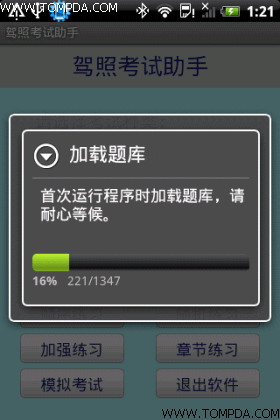 WWW.TOMPDA.COM
1:21
驾照考试助手
驾照考试助手
加载题库
首次运行程序时加载题库，请
耐心等候。
16% 221/1347
加强练习 章节练习
模拟考试 退出软件
WWW.TOMPDA.COM